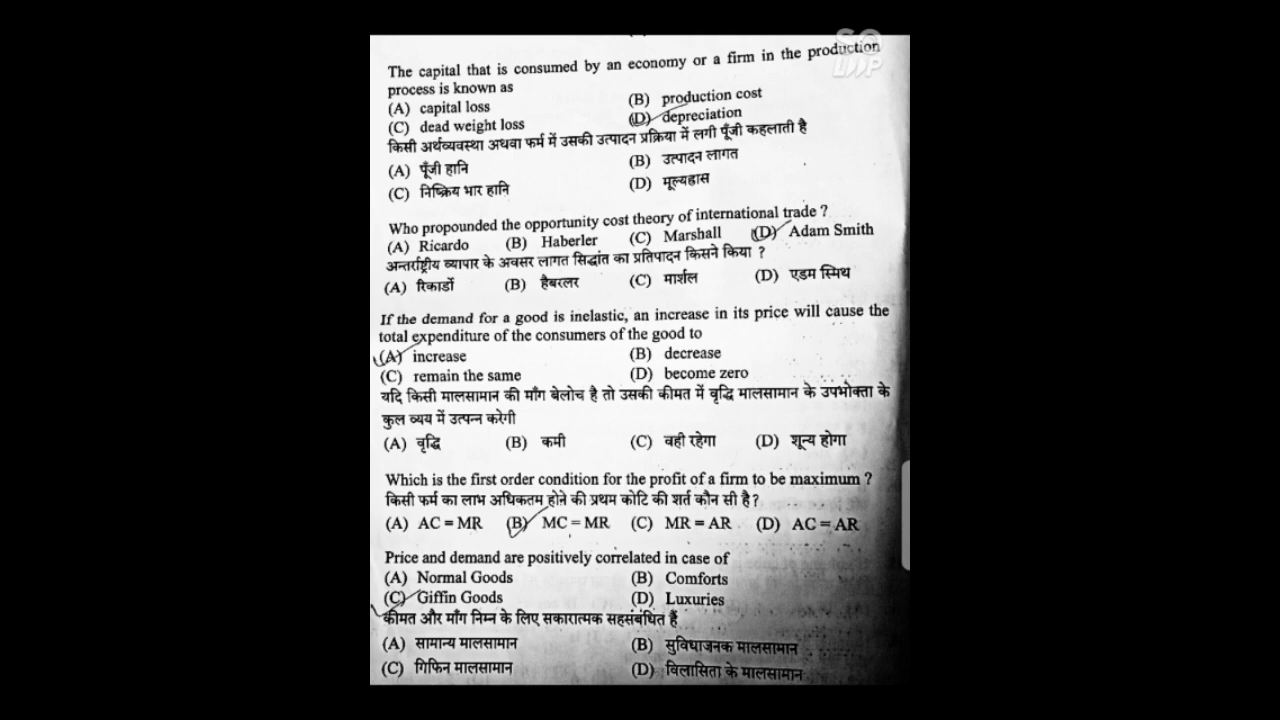 SO
LOOP
The capital that is consumed by an economy or a firm in the production
process is known as
(A) capital loss (B) production cost
(C) dead weight loss (D) depreciation
किसी अर्थव्यवस्था अथवा फर्म में उसकी उत्पादन प्रक्रिया में लगी पूँजी कहलाती है
(A) पूँजी हानि (B) उत्पादन लागत
(C) निष्क्रिय भार हानि (D) मूल्यह्रास
Who propounded the opportunity cost theory of international trade ?
(A) Ricardo (B) Haberler (C) Marshall (D) Adam Smith
अन्तर्राष्ट्रीय व्यापार के अवसर लागत सिद्धांत का प्रतिपादन किसने किया ?
(A) रिकार्डो (B) हैबरलर (C) मार्शल (D) एडम स्मिथ
If the demand for a good is inelastic, an increase in its price will cause the
total expenditure of the consumers of the good to
(A) increase (B) decrease
(C) remain the same (D) become zero
यदि किसी मालसामान की माँग बेलोच है तो उसकी कीमत में वृद्धि मालसामान के उपभोक्ता के
कुल व्यय में उत्पन्न करेगी
(A) वृद्धि (B) कमी (C) वही रहेगा (D) शून्य होगा
Which is the first order condition for the profit of a firm to be maximum ?
किसी फर्म का लाभ अधिकतम होने की प्रथम कोटि की शर्त कौन सी है ?
(A) AC = MR (B) MC = MR (C) MR = AR (D) AC = AR
Price and demand are positively correlated in case of
(A) Normal Goods (B) Comforts
(C) Giffin Goods (D) Luxuries
कीमत और माँग निम्न के लिए सकारात्मक सहसंबंधित हैं
(A) सामान्य मालसामान (B) सुविधाजनक मालसामान
(C) गिफिन मालसामान (D) विलासिता के मालसामान